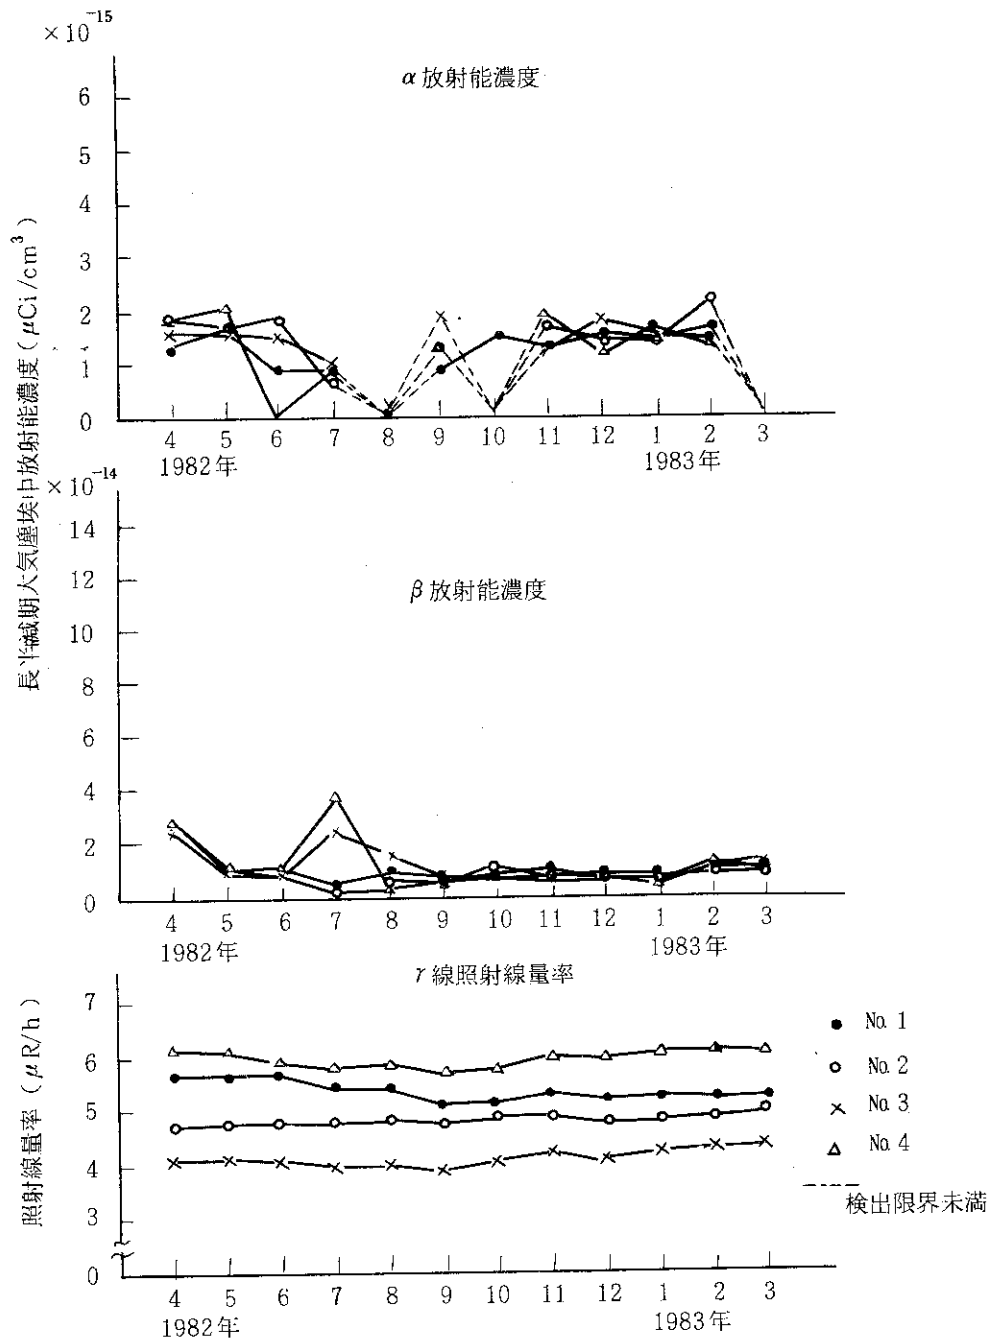 ×10⁻¹⁵
α放射能濃度
6
5
4
3
2
1
0
4 5 6 7 8 9 10 11 12 1 2 3
1982年 1983年
長半減期大気塵埃中放射能濃度(μCi/cm³)
×10⁻¹⁴
β放射能濃度
14
12
10
8
6
4
2
0
4 5 6 7 8 9 10 11 12 1 2 3
1982年 1983年
γ線照射線量率
照射線量率(μR/h)
7
6
5
4
3
0
4 5 6 7 8 9 10 11 12 1 2 3
1982年 1983年
No.1
No.2
No.3
No.4
検出限界未満